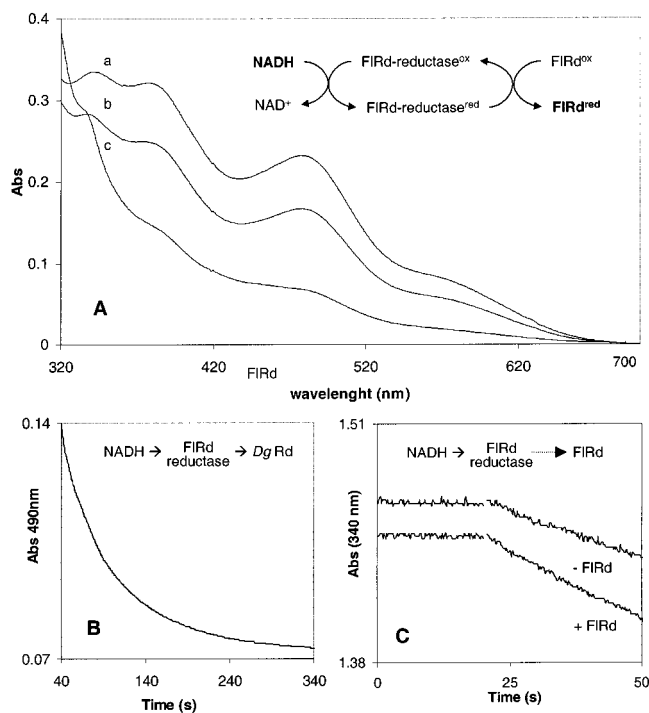 0.4
a
b
c
NADH
FlRd-reductase ox
FlRd ox
NAD+
FlRd-reductase red
FlRd red
0.3
0.2
0.1
0
Abs
A
320
420
520
620
700
FlRd
wavelenght (nm)
0.14
NADH → FlRd reductase → Dg Rd
Abs 490nm
B
0.07
40
140
240
340
Time (s)
1.51
NADH → FlRd reductase → FlRd
Abs (340 nm)
- FlRd
+ FlRd
C
1.38
0
25
50
Time (s)